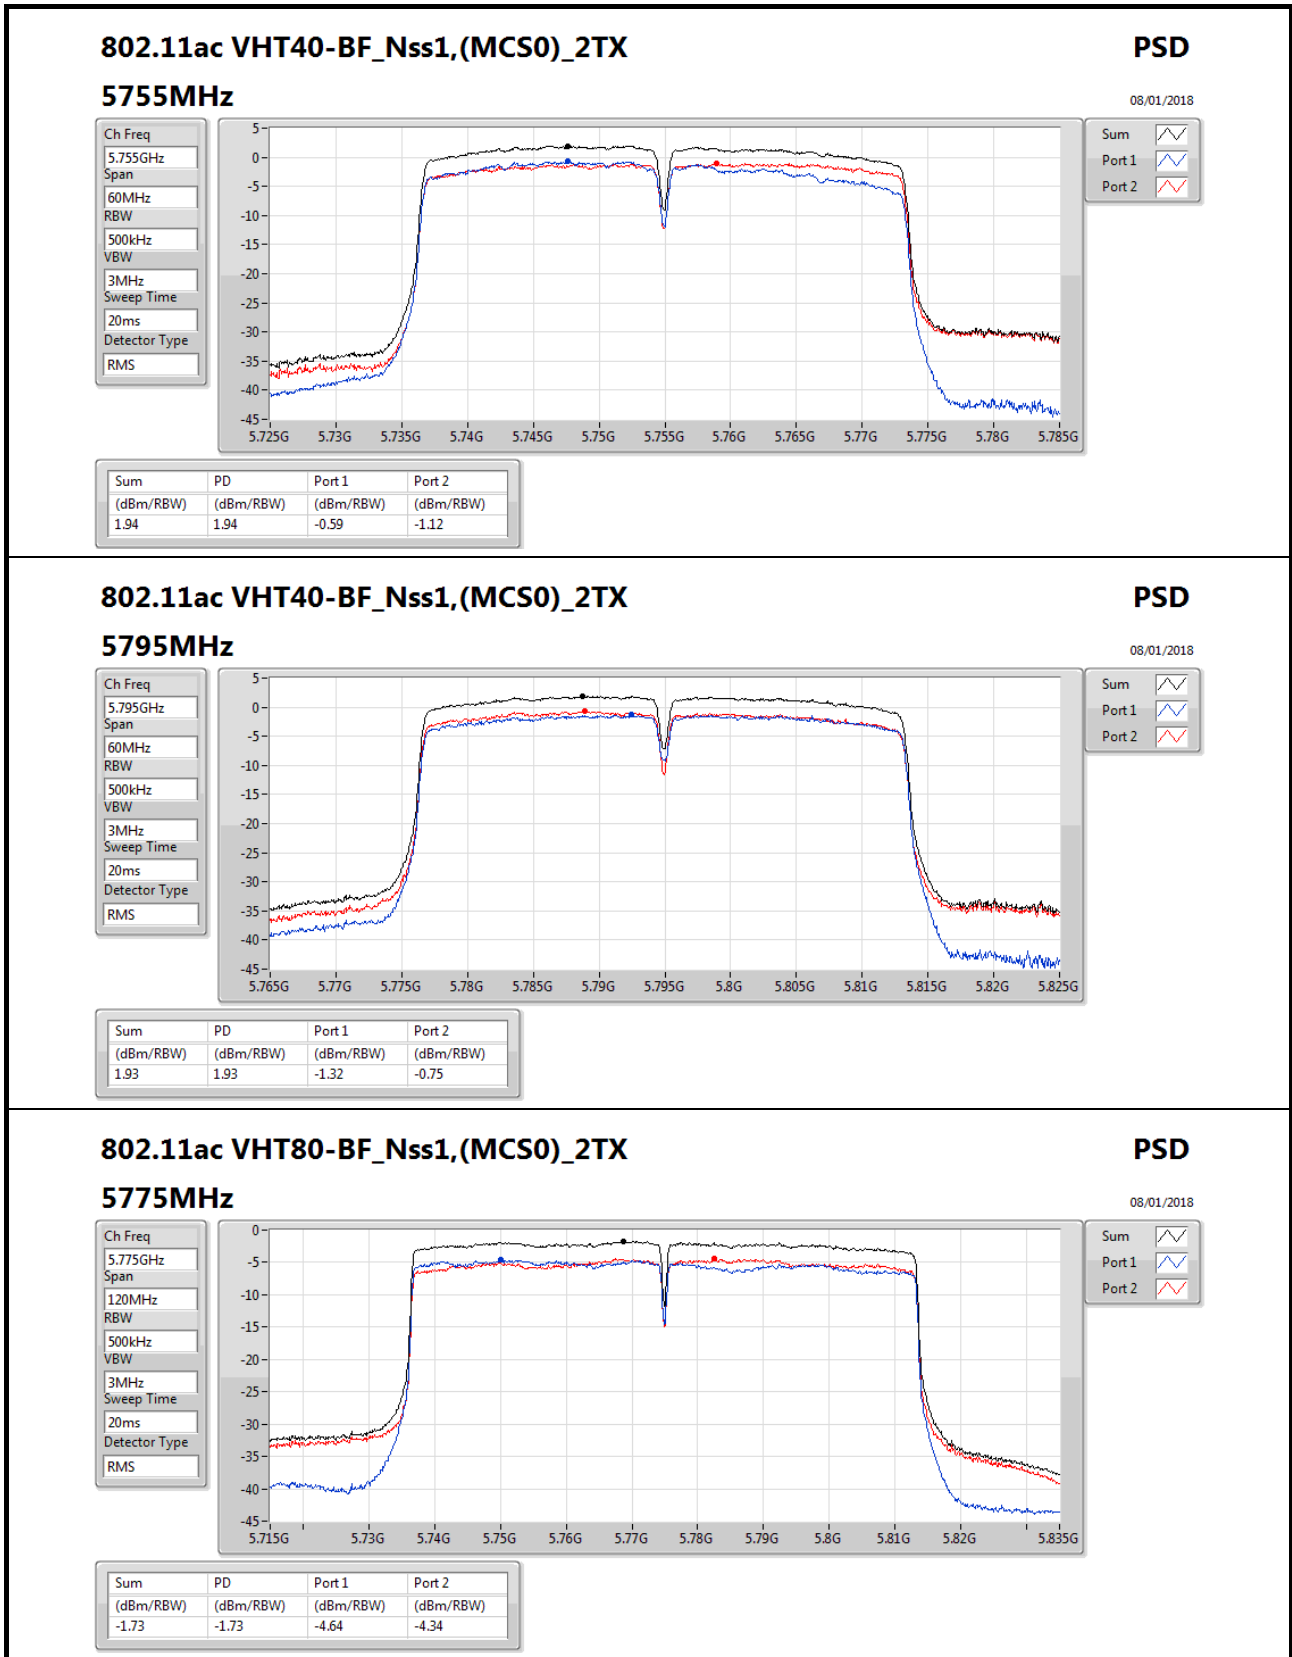 802.11ac VHT40-BF_Nss1,(MCS0)_2TX PSD
5755MHz 08/01/2018
Ch Freq
5.755GHz
Span
60MHz
RBW
500kHz
VBW
3MHz
Sweep Time
20ms
Detector Type
RMS
5
0
-5
-10
-15
-20
-25
-30
-35
-40
-45
5.725G 5.73G 5.735G 5.74G 5.745G 5.75G 5.755G 5.76G 5.765G 5.77G 5.775G 5.78G 5.785G
Sum
Port 1
Port 2
Sum PD Port 1 Port 2
(dBm/RBW) (dBm/RBW) (dBm/RBW) (dBm/RBW)
1.94 1.94 -0.59 -1.12
802.11ac VHT40-BF_Nss1,(MCS0)_2TX PSD
5795MHz 08/01/2018
Ch Freq
5.795GHz
Span
60MHz
RBW
500kHz
VBW
3MHz
Sweep Time
20ms
Detector Type
RMS
5
0
-5
-10
-15
-20
-25
-30
-35
-40
-45
5.765G 5.77G 5.775G 5.78G 5.785G 5.79G 5.795G 5.8G 5.805G 5.81G 5.815G 5.82G 5.825G
Sum
Port 1
Port 2
Sum PD Port 1 Port 2
(dBm/RBW) (dBm/RBW) (dBm/RBW) (dBm/RBW)
1.93 1.93 -1.32 -0.75
802.11ac VHT80-BF_Nss1,(MCS0)_2TX PSD
5775MHz 08/01/2018
Ch Freq
5.775GHz
Span
120MHz
RBW
500kHz
VBW
3MHz
Sweep Time
20ms
Detector Type
RMS
0
-5
-10
-15
-20
-25
-30
-35
-40
-45
5.715G 5.73G 5.74G 5.75G 5.76G 5.77G 5.78G 5.79G 5.8G 5.81G 5.82G 5.835G
Sum
Port 1
Port 2
Sum PD Port 1 Port 2
(dBm/RBW) (dBm/RBW) (dBm/RBW) (dBm/RBW)
-1.73 -1.73 -4.64 -4.34